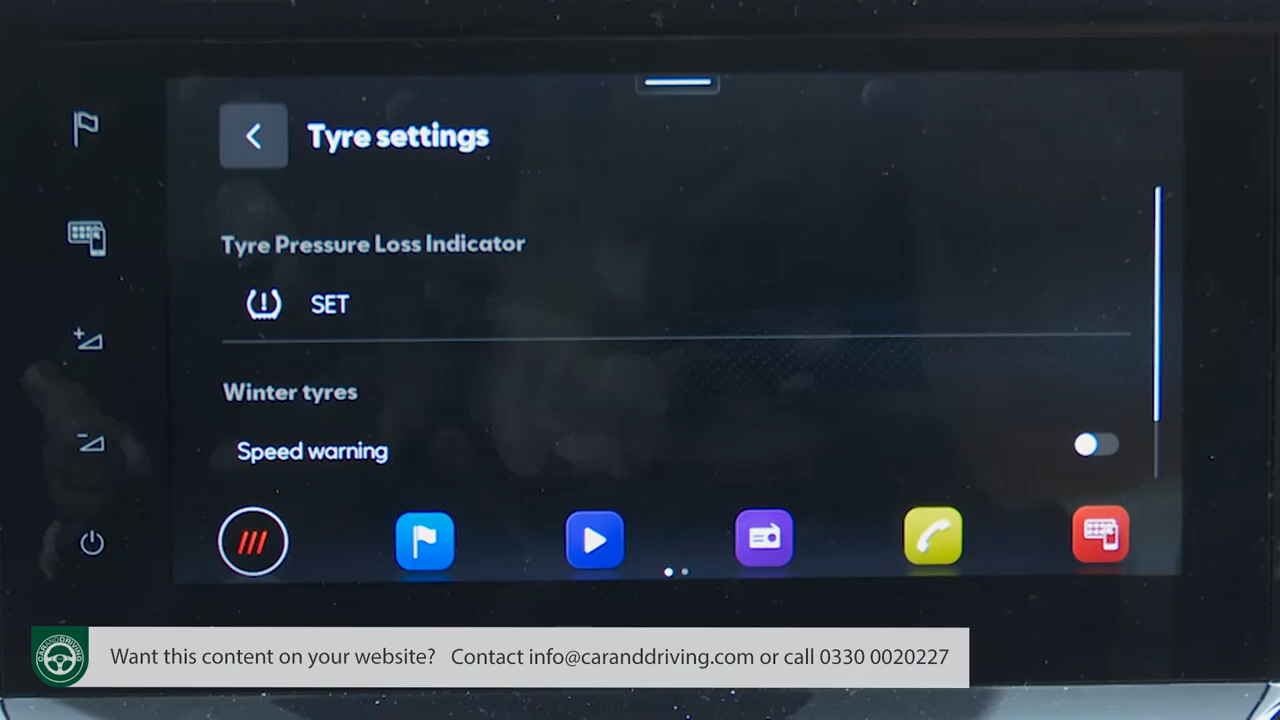 Tyre settings
Tyre Pressure Loss Indicator
SET
Winter tyres
Speed warning
CARANDDRIVING
Want this content on your website? Contact info@caranddriving.com or call 0330 0020227